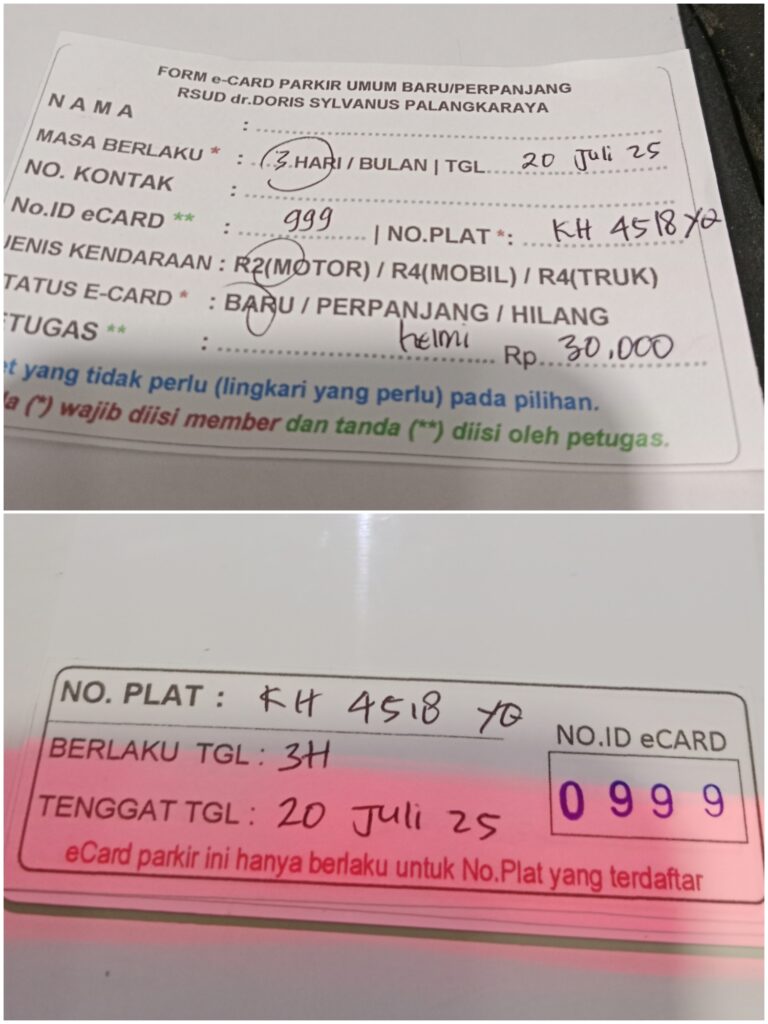 FORM e-CARD PARKIR UMUM BARU/PERPANJANG
RSUD dr.DORIS SYLVANUS PALANGKARAYA
NAMA :
MASA BERLAKU * : 3 HARI / BULAN | TGL 20 Juli 25
NO. KONTAK :
No.ID eCARD ** : 999 | NO.PLAT *: KH 4518 YQ
JENIS KENDARAAN : R2(MOTOR) / R4(MOBIL) / R4(TRUK)
TATUS E-CARD * : BARU / PERPANJANG / HILANG
TUGAS ** : helmi Rp. 30.000
et yang tidak perlu (lingkari yang perlu) pada pilihan.
da (*) wajib diisi member dan tanda (**) diisi oleh petugas.
NO. PLAT : KH 4518 YQ
NO.ID eCARD
BERLAKU TGL : 3H
0999
TENGGAT TGL : 20 Juli 25
eCard parkir ini hanya berlaku untuk No.Plat yang terdaftar